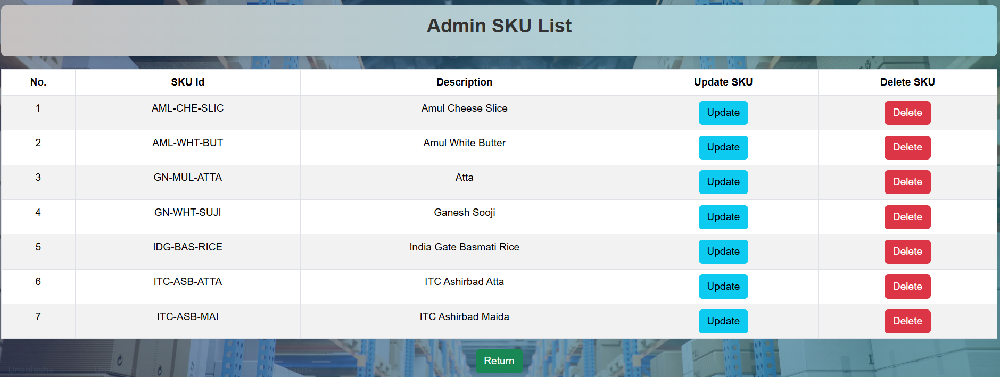 Admin SKU List
No. SKU Id Description Update SKU Delete SKU
1 AML-CHE-SLIC Amul Cheese Slice Update Delete
2 AML-WHT-BUT Amul White Butter Update Delete
3 GN-MUL-ATTA Atta Update Delete
4 GN-WHT-SUJI Ganesh Sooji Update Delete
5 IDG-BAS-RICE India Gate Basmati Rice Update Delete
6 ITC-ASB-ATTA ITC Ashirbad Atta Update Delete
7 ITC-ASB-MAI ITC Ashirbad Maida Update Delete
Return
Unsplash+